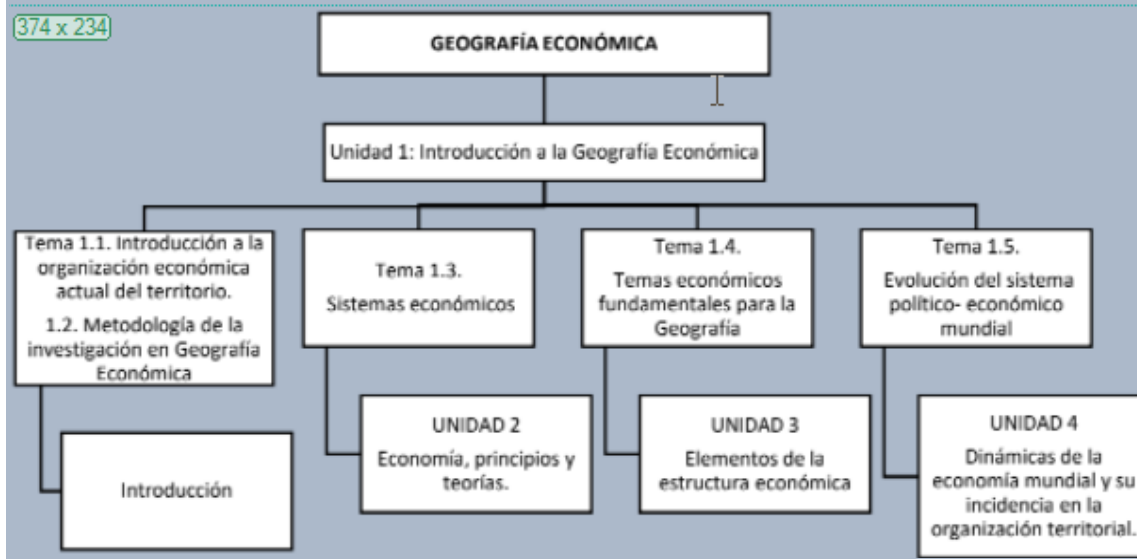 374 x 234
GEOGRAFÍA ECONÓMICA
Unidad 1: Introducción a la Geografía Económica
Tema 1.1. Introducción a la
organización económica
actual del territorio.
1.2. Metodología de la
investigación en Geografía
Económica
Tema 1.3.
Sistemas económicos
Tema 1.4.
Temas económicos
fundamentales para la
Geografía
Tema 1.5.
Evolución del sistema
político- económico
mundial
Introducción
UNIDAD 2
Economía, principios y
teorías.
UNIDAD 3
Elementos de la
estructura económica
UNIDAD 4
Dinámicas de la
economía mundial y su
incidencia en la
organización territorial.